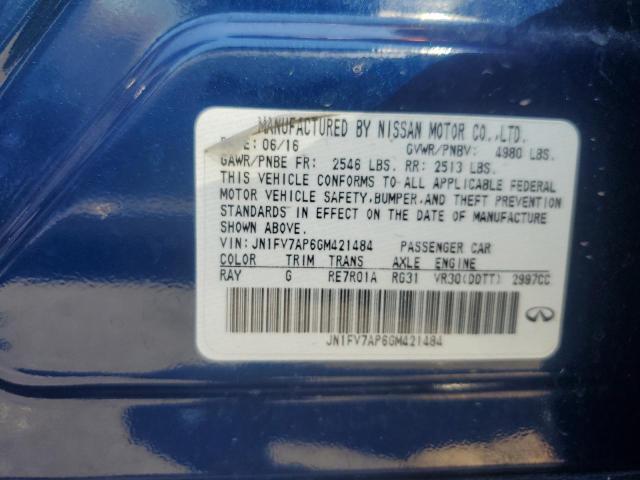 MANUFACTURED BY NISSAN MOTOR CO.,LTD.
06/16 GVWR/PNBV: 4980 LBS.
GAWR/PNBE FR: 2546 LBS. RR: 2513 LBS.
THIS VEHICLE CONFORMS TO ALL APPLICABLE FEDERAL
MOTOR VEHICLE SAFETY,BUMPER,AND THEFT PREVENTION
STANDARDS IN EFFECT ON THE DATE OF MANUFACTURE
SHOWN ABOVE.
VIN: JN1FV7AP6GM421484 PASSENGER CAR
COLOR TRIM TRANS AXLE ENGINE
RAY G RE7R01A RG31 VR30(DDTT) 2997CC
JN1FV7AP6GM421484